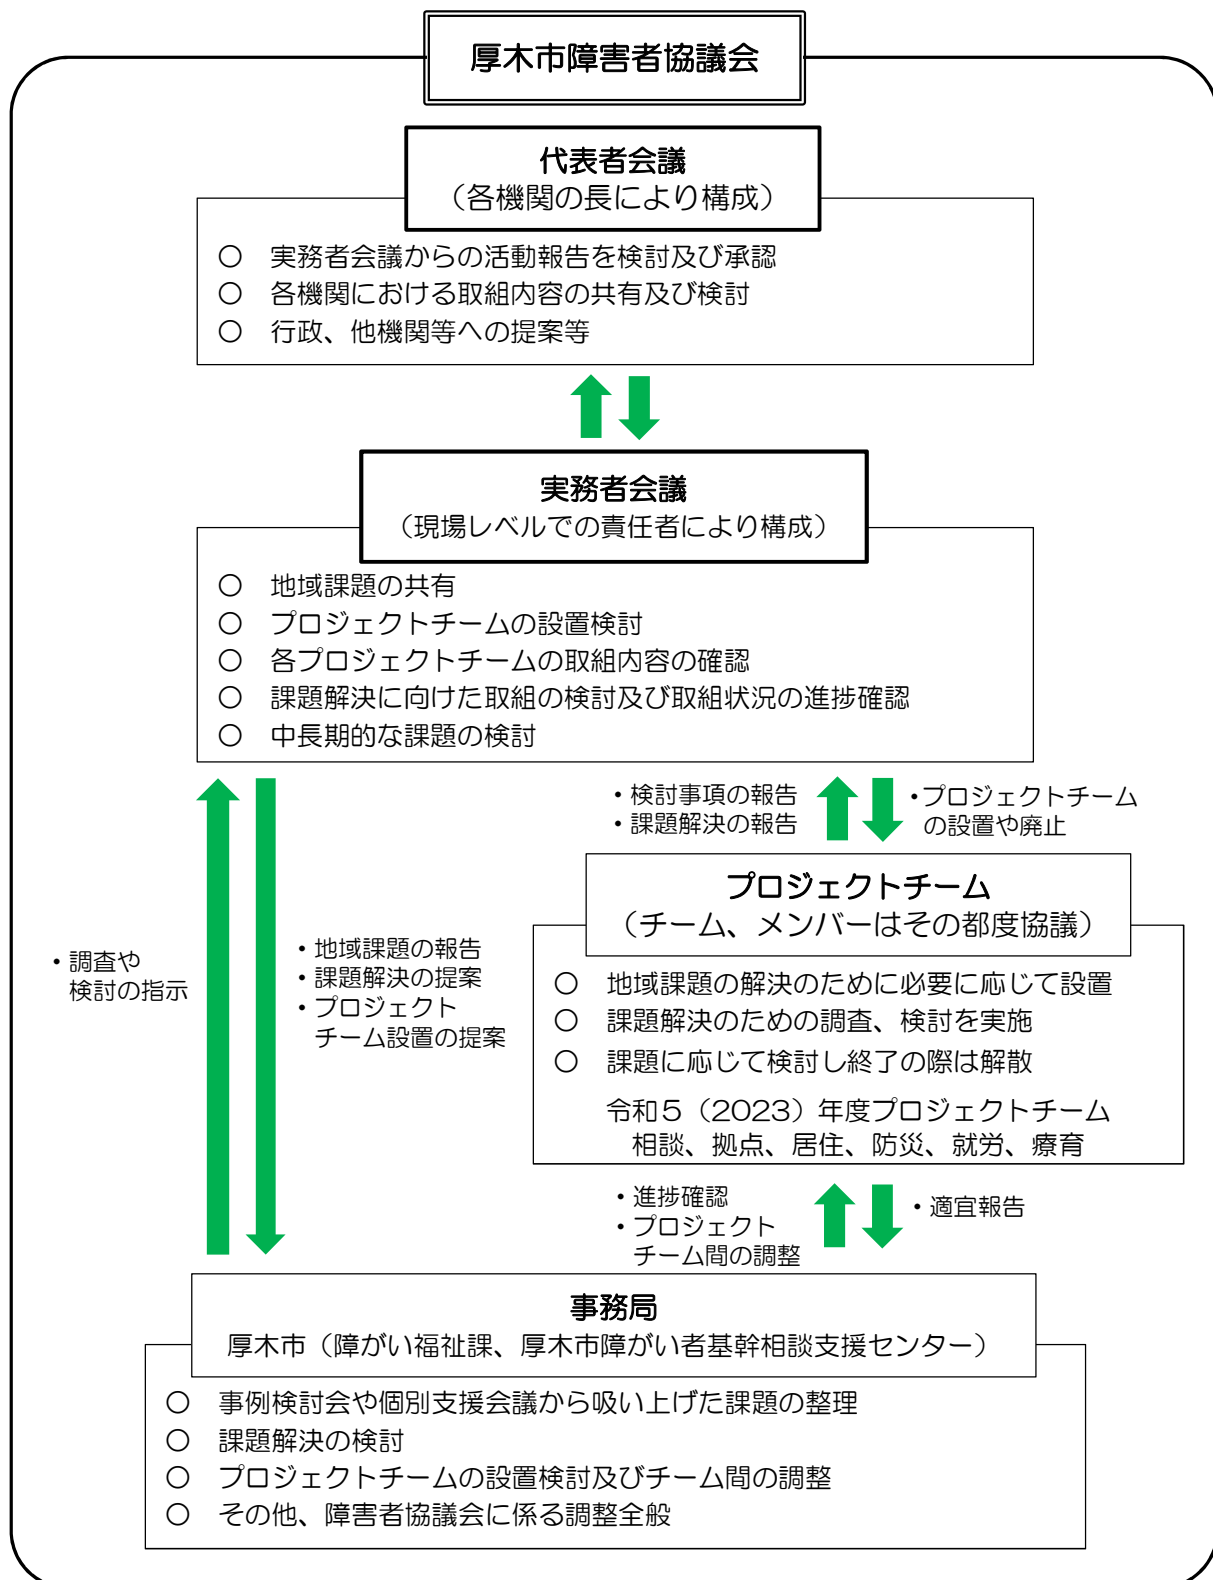 厚木市障害者協議会
代表者会議
（各機関の長により構成）
○　実務者会議からの活動報告を検討及び承認
○　各機関における取組内容の共有及び検討
○　行政、他機関等への提案等
実務者会議
（現場レベルでの責任者により構成）
○　地域課題の共有
○　プロジェクトチームの設置検討
○　各プロジェクトチームの取組内容の確認
○　課題解決に向けた取組の検討及び取組状況の進捗確認
○　中長期的な課題の検討
・検討事項の報告
・課題解決の報告
・プロジェクトチーム
の設置や廃止
・調査や
検討の指示
・地域課題の報告
・課題解決の提案
・プロジェクト
チーム設置の提案
プロジェクトチーム
（チーム、メンバーはその都度協議）
○　地域課題の解決のために必要に応じて設置
○　課題解決のための調査、検討を実施
○　課題に応じて検討し終了の際は解散
令和５（2023）年度プロジェクトチーム
相談、拠点、居住、防災、就労、療育
・進捗確認
・プロジェクト
チーム間の調整
・適宜報告
事務局
厚木市（障がい福祉課、厚木市障がい者基幹相談支援センター）
○　事例検討会や個別支援会議から吸い上げた課題の整理
○　課題解決の検討
○　プロジェクトチームの設置検討及びチーム間の調整
○　その他、障害者協議会に係る調整全般